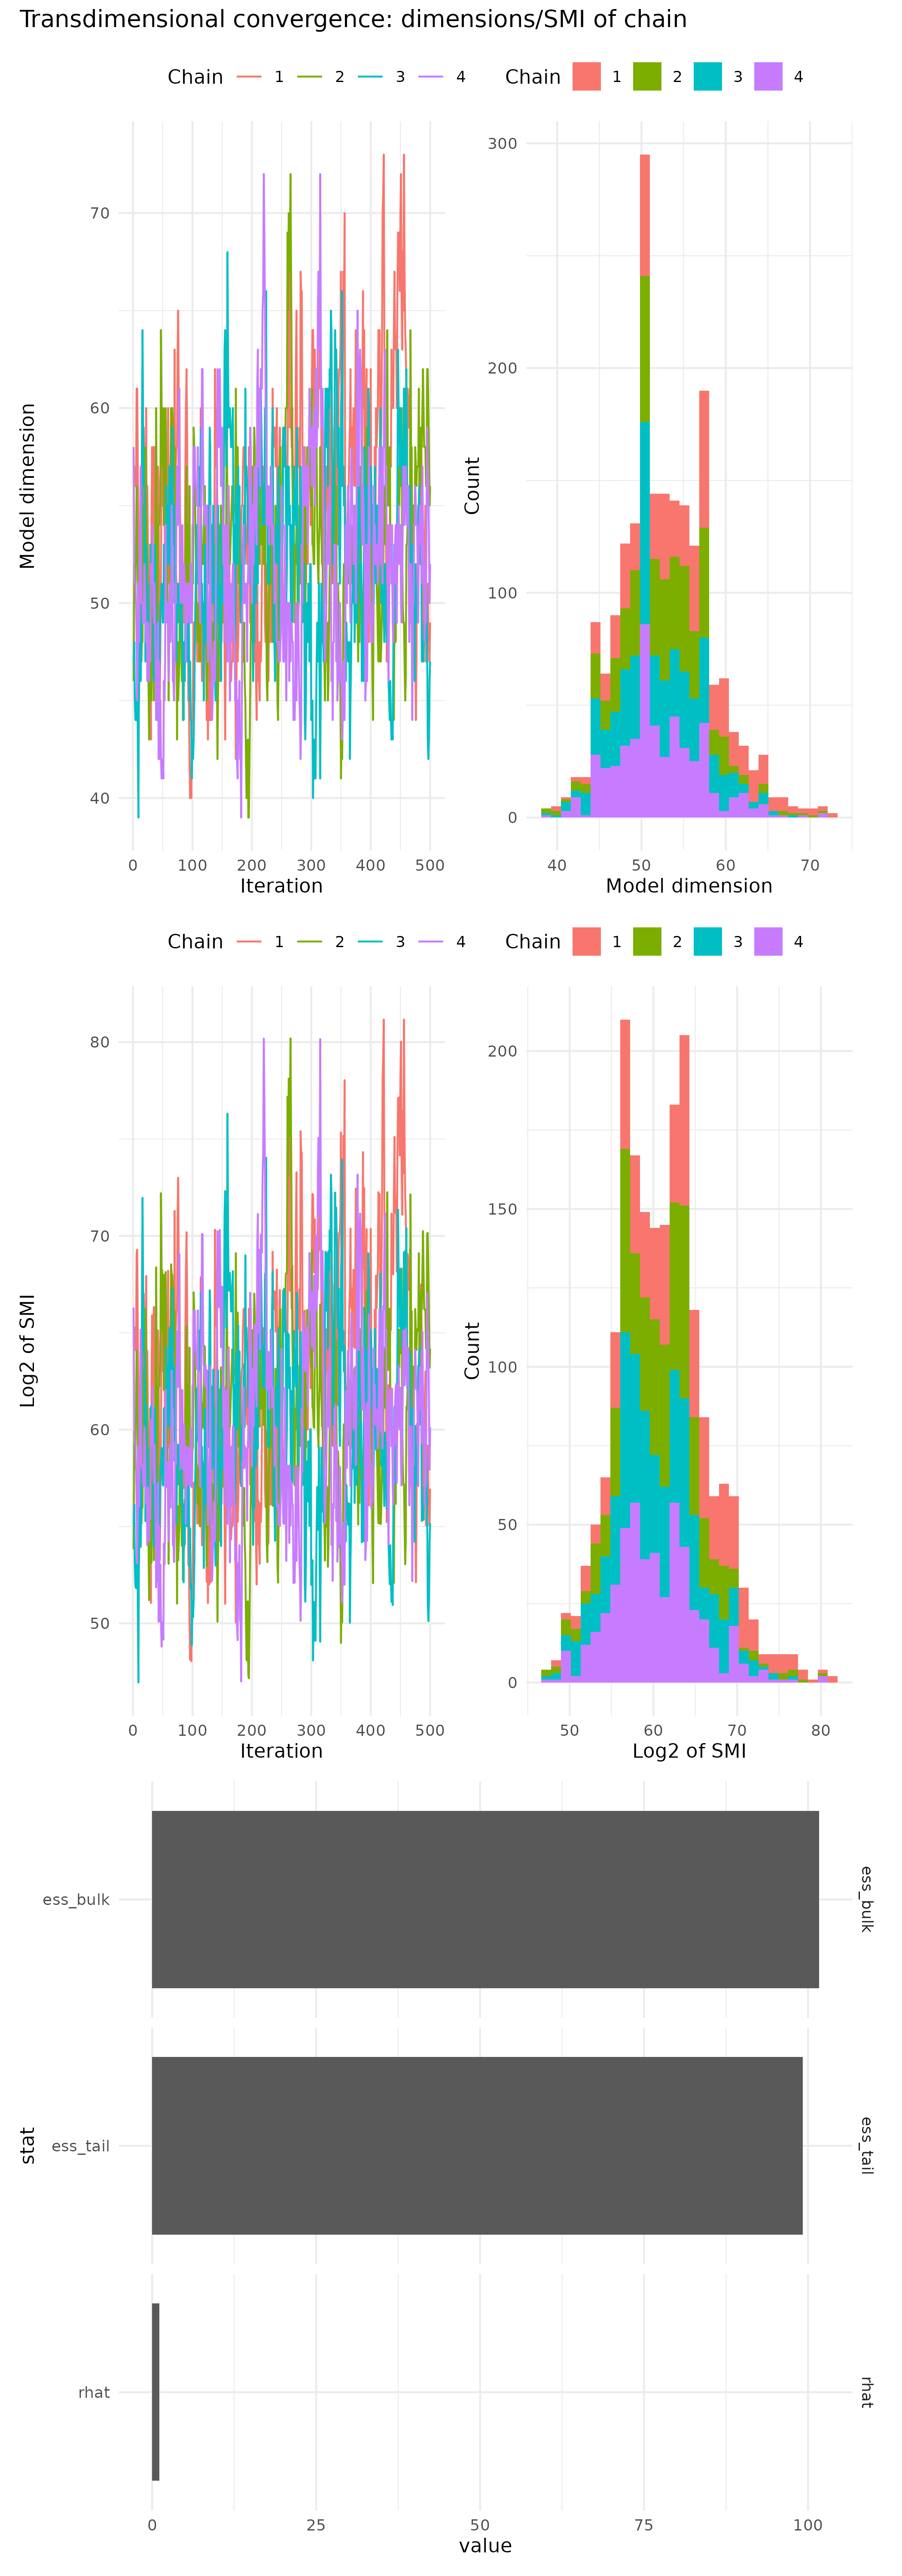 Transdimensional convergence: dimensions/SMI of chain
Chain 1 2 3 4
Chain 1 2 3 4
Model dimension
70
60
50
40
0 100 200 300 400 500
Iteration
Count
300
200
100
0
40 50 60 70
Model dimension
Chain 1 2 3 4
Chain 1 2 3 4
Log2 of SMI
80
70
60
50
0 100 200 300 400 500
Iteration
Count
200
150
100
50
0
50 60 70 80
Log2 of SMI
stat
ess_bulk
ess_bulk
ess_tail
ess_tail
rhat
rhat
0 25 50 75 100
value